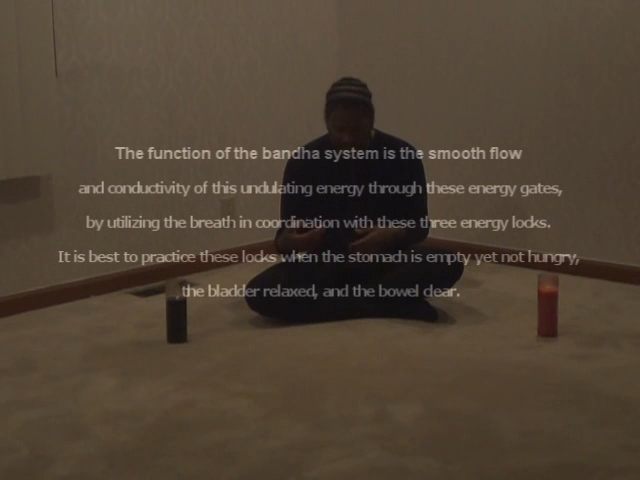 The function of the bandha system is the smooth flow
and conductivity of this undulating energy through these energy gates,
by utilizing the breath in coordination with these three energy locks.
It is best to practice these locks when the stomach is empty yet not hungry,
the bladder relaxed, and the bowel clear.